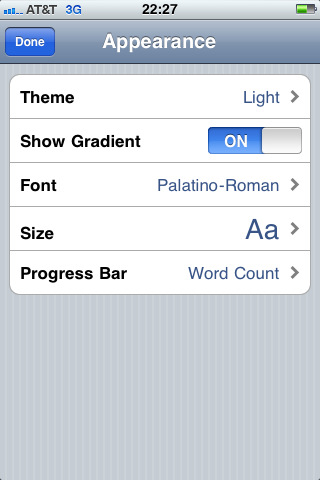 AT&T 3G 22:27
Done Appearance
Theme Light
Show Gradient ON
Font Palatino-Roman
Size Aa
Progress Bar Word Count